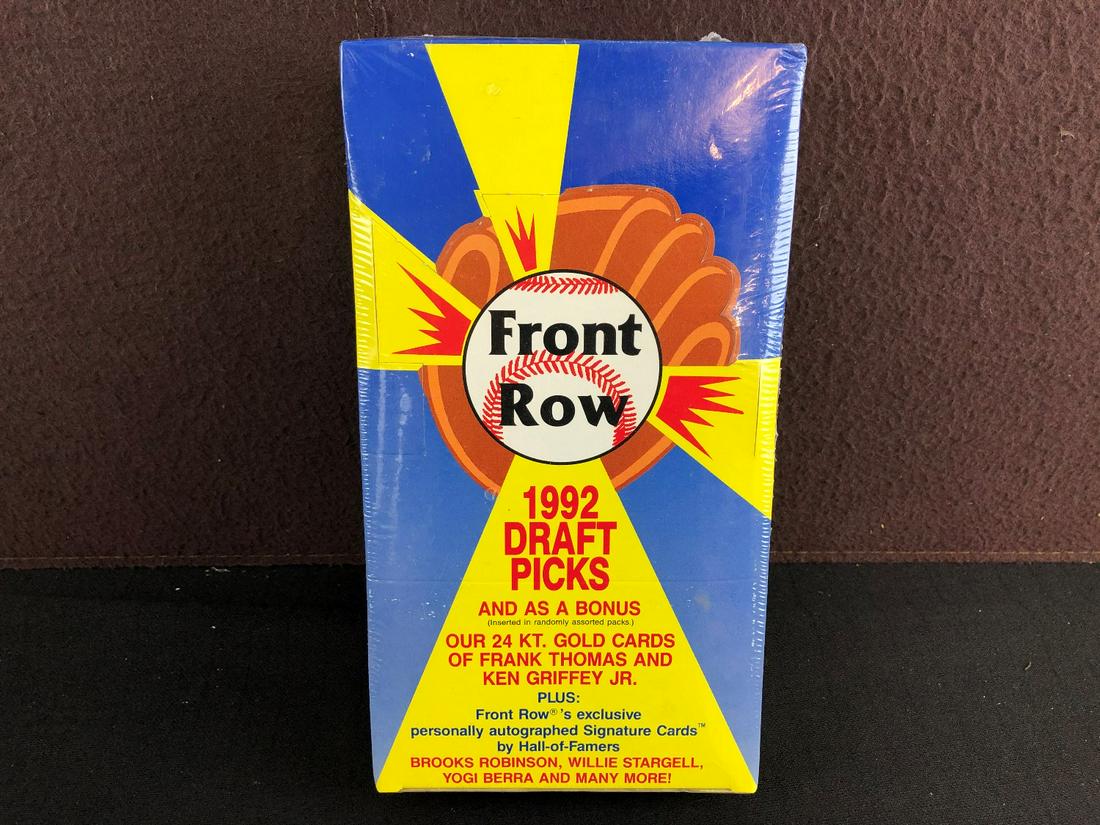 Front
Row
1992
DRAFT
PICKS
AND AS A BONUS
(Inserted in randomly assorted packs.)
OUR 24 KT. GOLD CARDS
OF FRANK THOMAS AND
KEN GRIFFEY JR.
PLUS:
Front Row®'s exclusive
personally autographed Signature Cards™
by Hall-of-Famers
BROOKS ROBINSON, WILLIE STARGELL,
YOGI BERRA AND MANY MORE!